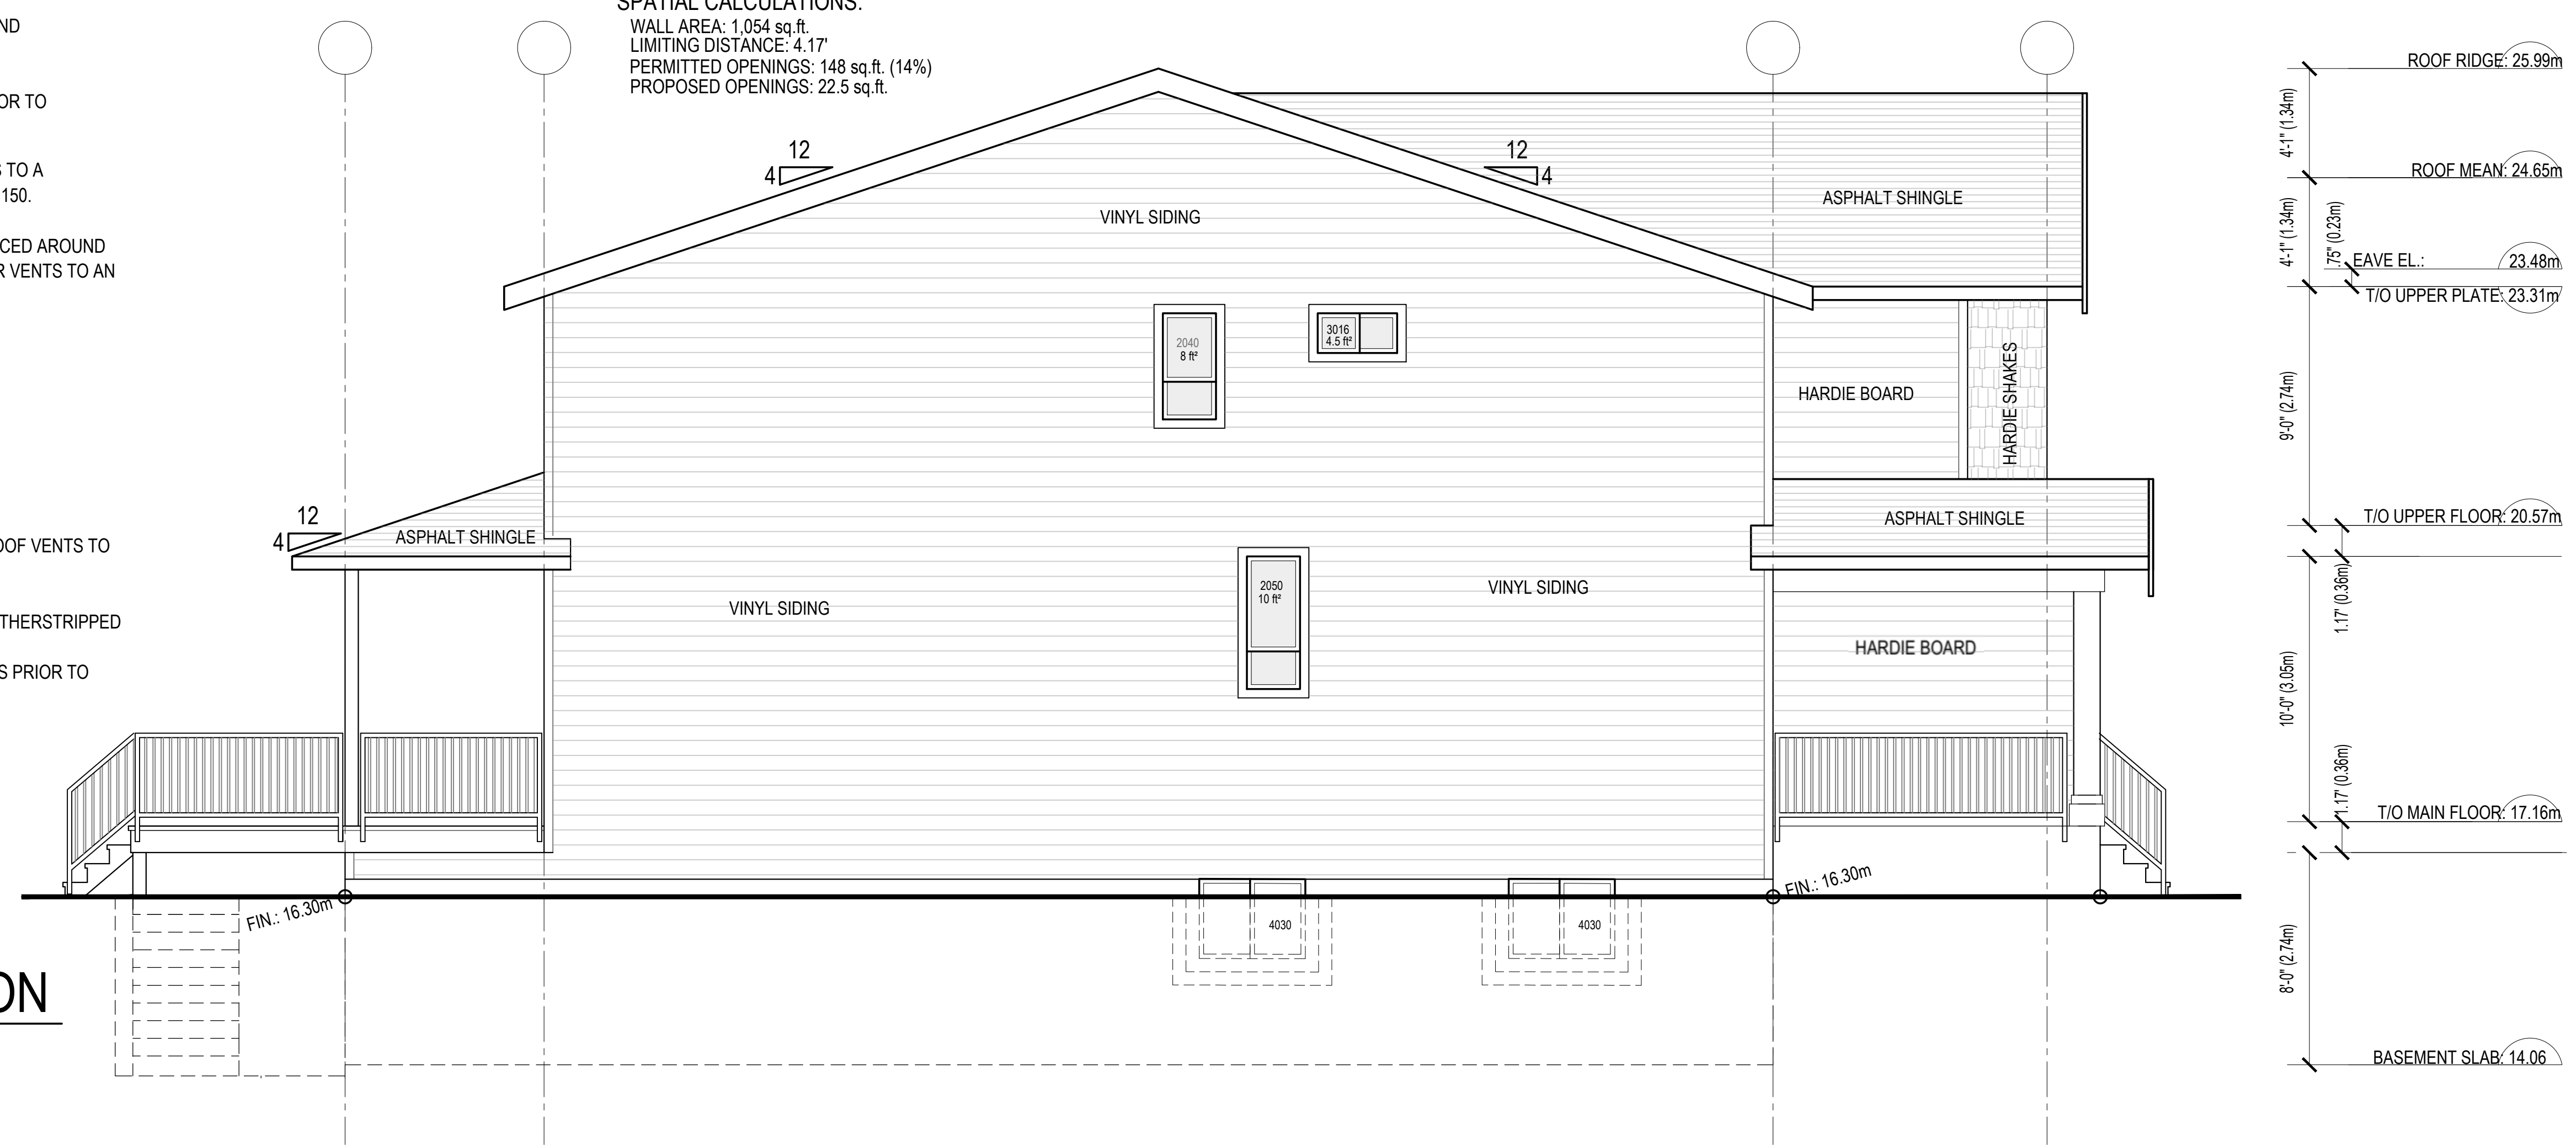 ND
OR TO
S TO A
150.
CED AROUND
R VENTS TO AN
OOF VENTS TO
THERSTRIPPED
S PRIOR TO
ON
SPATIAL CALCULATIONS:
WALL AREA: 1,054 sq.ft.
LIMITING DISTANCE: 4.17'
PERMITTED OPENINGS: 148 sq.ft. (14%)
PROPOSED OPENINGS: 22.5 sq.ft.
12
4
12
4
VINYL SIDING
ASPHALT SHINGLE
2040
8 ft²
3016
4.5 ft²
HARDIE BOARD
HARDIE SHAKES
12
4
ASPHALT SHINGLE
ASPHALT SHINGLE
2050
10 ft²
VINYL SIDING
VINYL SIDING
HARDIE BOARD
FIN.: 16.30m
FIN.: 16.30m
4030
4030
ROOF RIDGE: 25.99m
4'-1" (1.34m)
ROOF MEAN: 24.65m
4'-1" (1.34m)
.75" (0.23m)
EAVE EL.: 23.48m
T/O UPPER PLATE: 23.31m
9'-0" (2.74m)
T/O UPPER FLOOR: 20.57m
1.17' (0.36m)
10'-0" (3.05m)
1.17' (0.36m)
T/O MAIN FLOOR: 17.16m
8'-0" (2.74m)
BASEMENT SLAB: 14.06